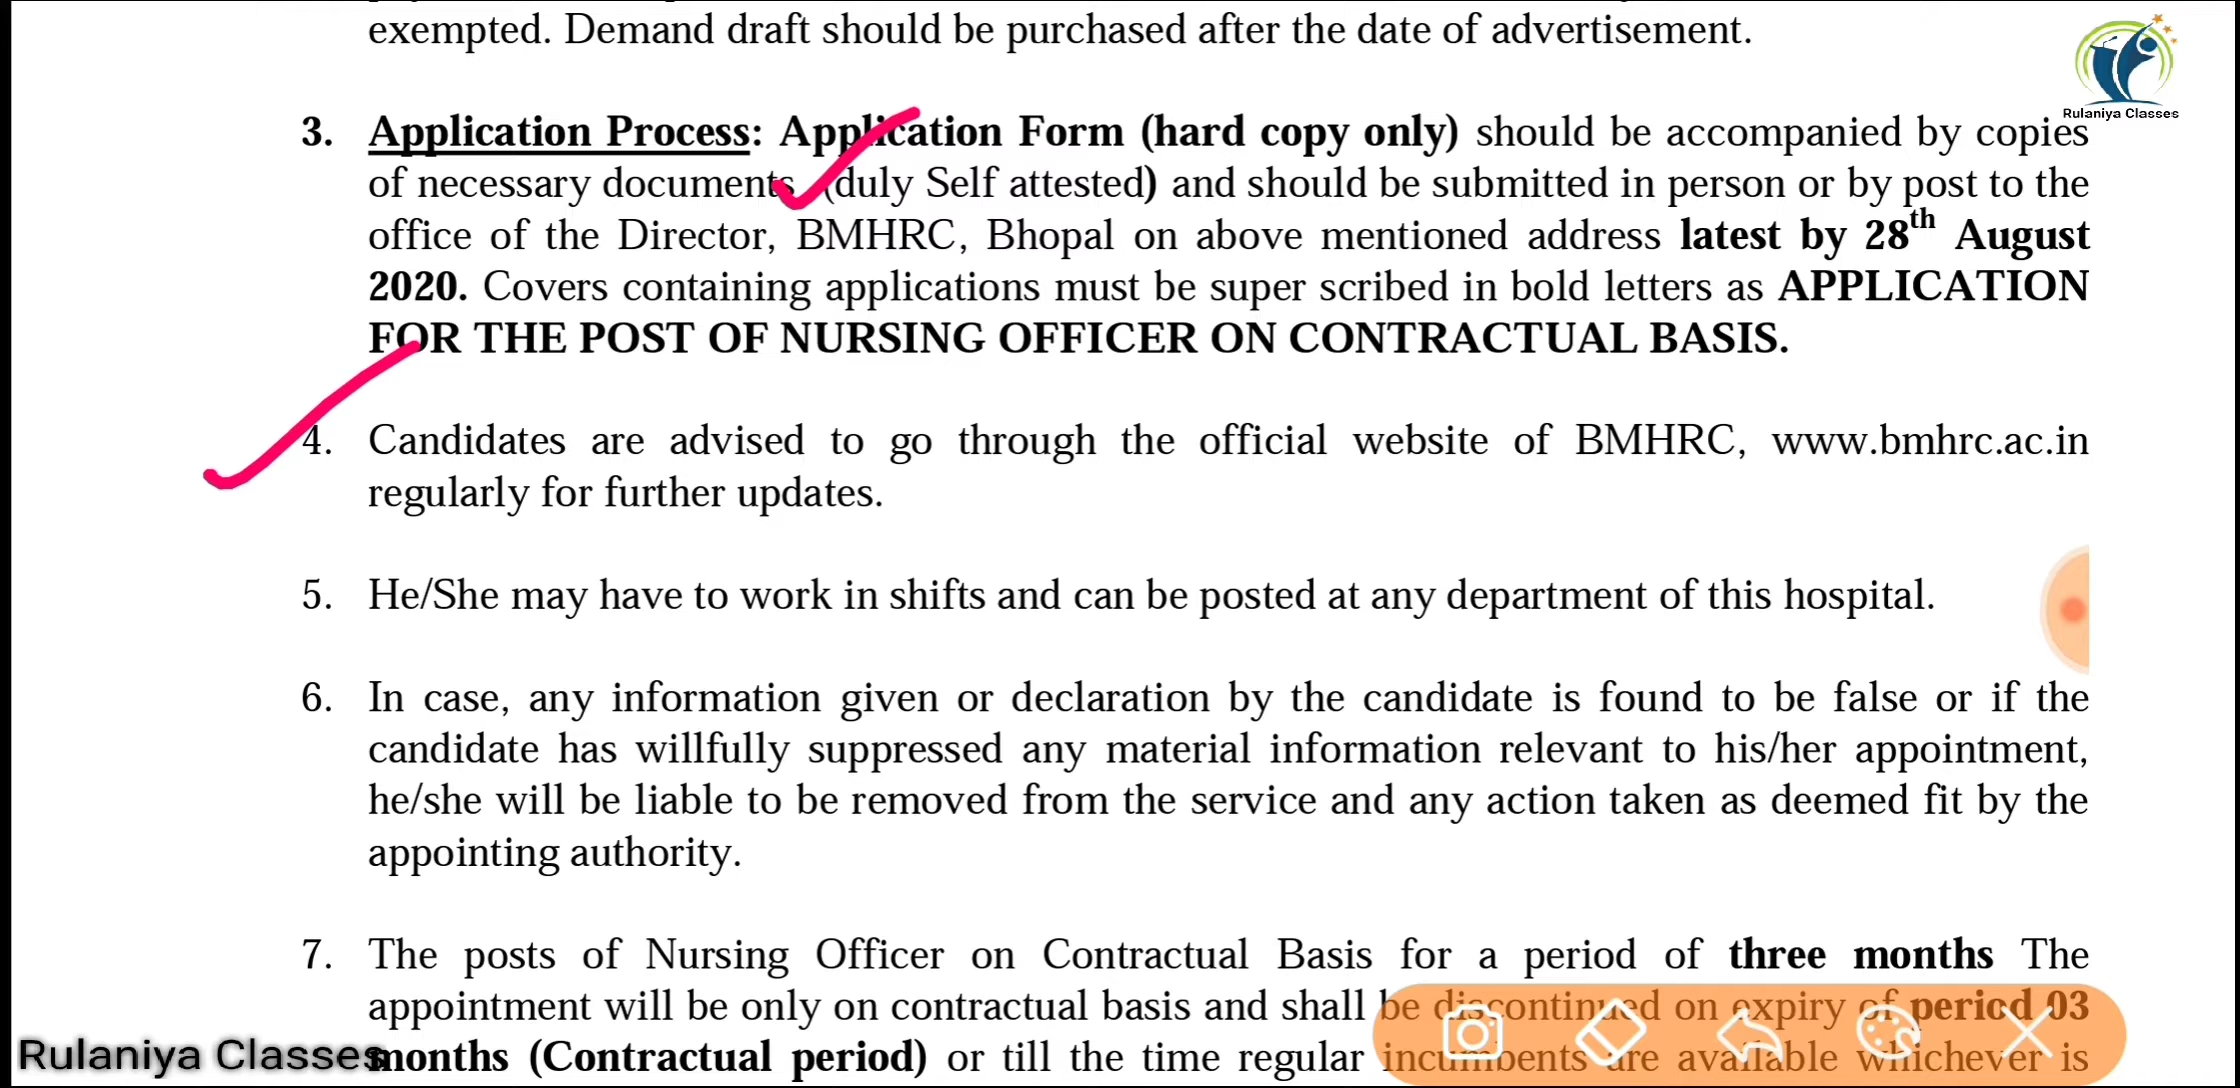 exempted. Demand draft should be purchased after the date of advertisement.
Rulaniya Classes
3. Application Process: Application Form (hard copy only) should be accompanied by copies
of necessary documents (duly Self attested) and should be submitted in person or by post to the
office of the Director, BMHRC, Bhopal on above mentioned address latest by 28th August
2020. Covers containing applications must be super scribed in bold letters as APPLICATION
FOR THE POST OF NURSING OFFICER ON CONTRACTUAL BASIS.
4. Candidates are advised to go through the official website of BMHRC, www.bmhrc.ac.in
regularly for further updates.
5. He/She may have to work in shifts and can be posted at any department of this hospital.
6. In case, any information given or declaration by the candidate is found to be false or if the
candidate has willfully suppressed any material information relevant to his/her appointment,
he/she will be liable to be removed from the service and any action taken as deemed fit by the
appointing authority.
7. The posts of Nursing Officer on Contractual Basis for a period of three months The
appointment will be only on contractual basis and shall be discontinued on expiry of period 03
months (Contractual period) or till the time regular incumbents are available whichever is
Rulaniya Classes